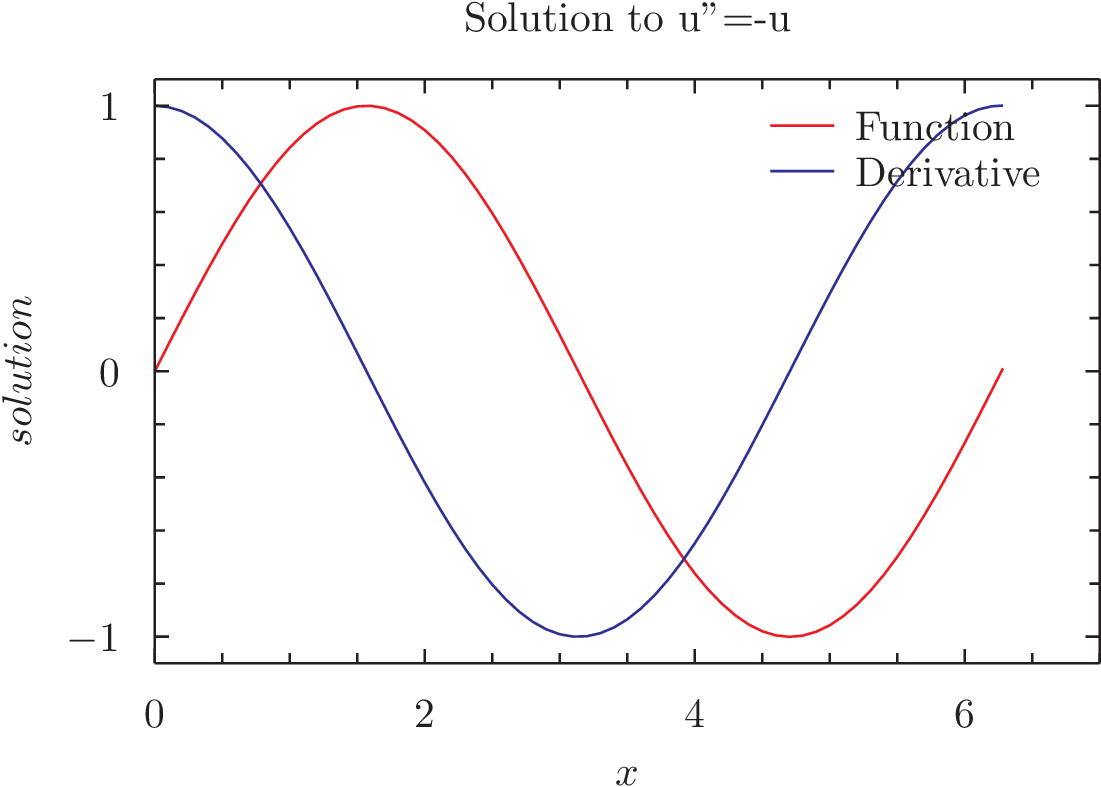 Solution to u”=-u
Function
Derivative
solution
1
0
−1
0 2 4 6
x